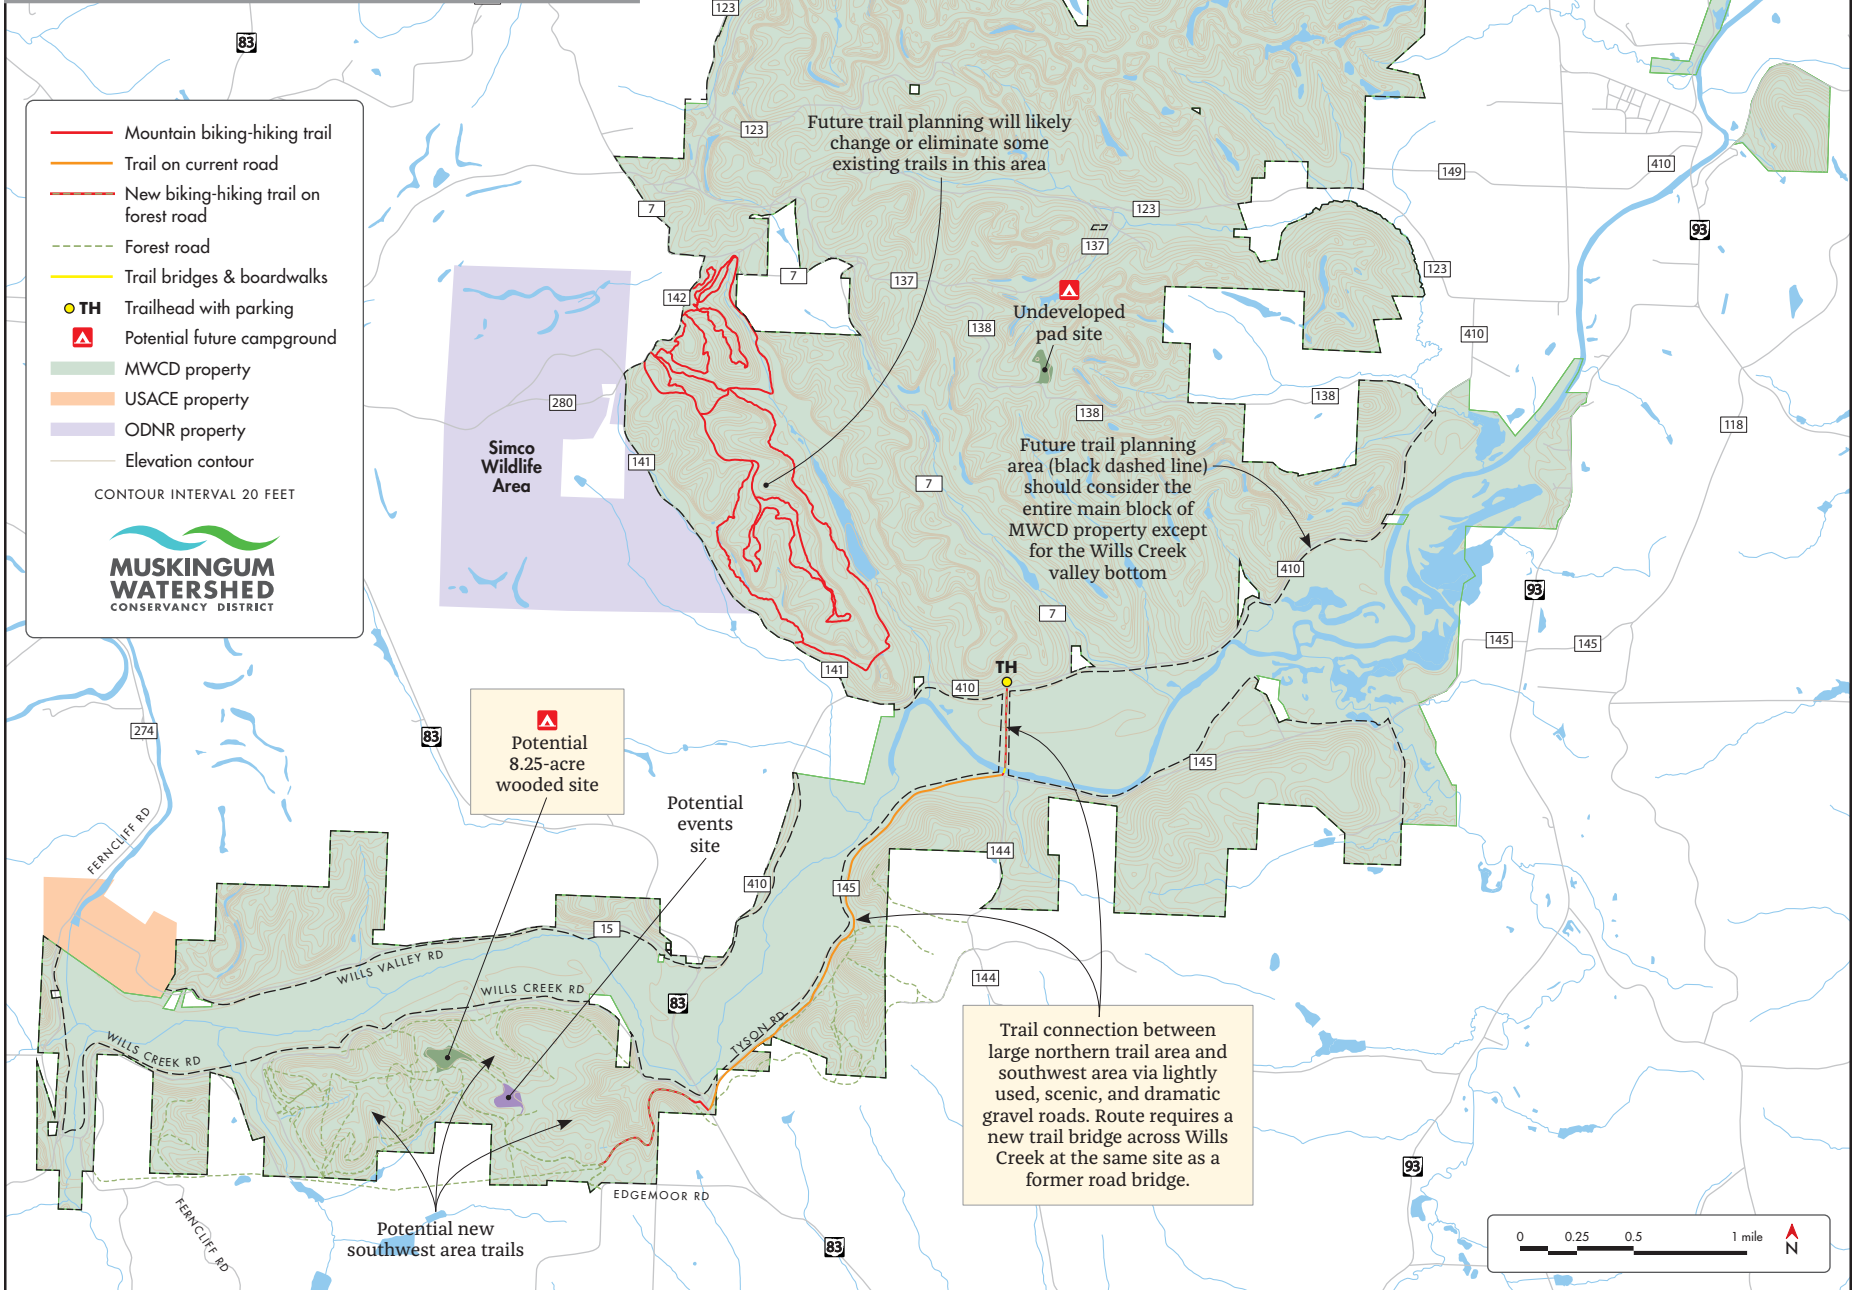 123
83
Mountain biking-hiking trail
Trail on current road
New biking-hiking trail on
forest road
Forest road
Trail bridges & boardwalks
TH Trailhead with parking
Potential future campground
MWCD property
USACE property
ODNR property
Elevation contour
CONTOUR INTERVAL 20 FEET
MUSKINGUM
WATERSHED
CONSERVANCY DISTRICT
123
Future trail planning will likely
change or eliminate some
existing trails in this area
149
410
7
123
93
137
123
7
137
142
Undeveloped
pad site
138
410
280
138
138
118
Simco
Wildlife
Area
141
Future trail planning
area (black dashed line)
should consider the
entire main block of
MWCD property except
for the Wills Creek
valley bottom
7
410
93
7
145
145
141
TH
410
274
83
Potential
8.25-acre
wooded site
145
Potential
events
site
FERNCLIFF RD
144
410
145
15
WILLS VALLEY RD
144
WILLS CREEK RD
83
TYSON RD
WILLS CREEK RD
Trail connection between
large northern trail area and
southwest area via lightly
used, scenic, and dramatic
gravel roads. Route requires a
new trail bridge across Wills
Creek at the same site as a
former road bridge.
93
EDGEMOOR RD
FERNCLIFF RD
Potential new
southwest area trails
83
0 0.25 0.5 1 mile
N